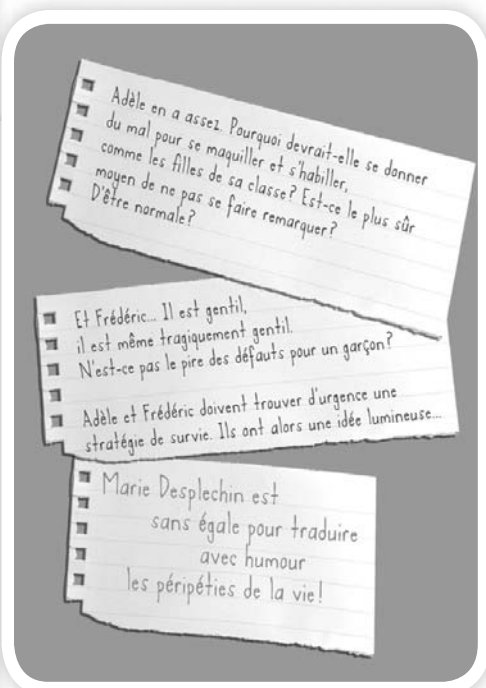 Adèle en a assez. Pourquoi devrait-elle se donner
du mal pour se maquiller et s'habiller,
comme les filles de sa classe? Est-ce le plus sûr
moyen de ne pas se faire remarquer?
D'être normale?
Et Frédéric... Il est gentil,
il est même tragiquement gentil.
N'est-ce pas le pire des défauts pour un garçon?
Adèle et Frédéric doivent trouver d'urgence une
stratégie de survie. Ils ont alors une idée lumineuse...
Marie Desplechin est
sans égale pour traduire
avec humour
les péripéties de la vie!